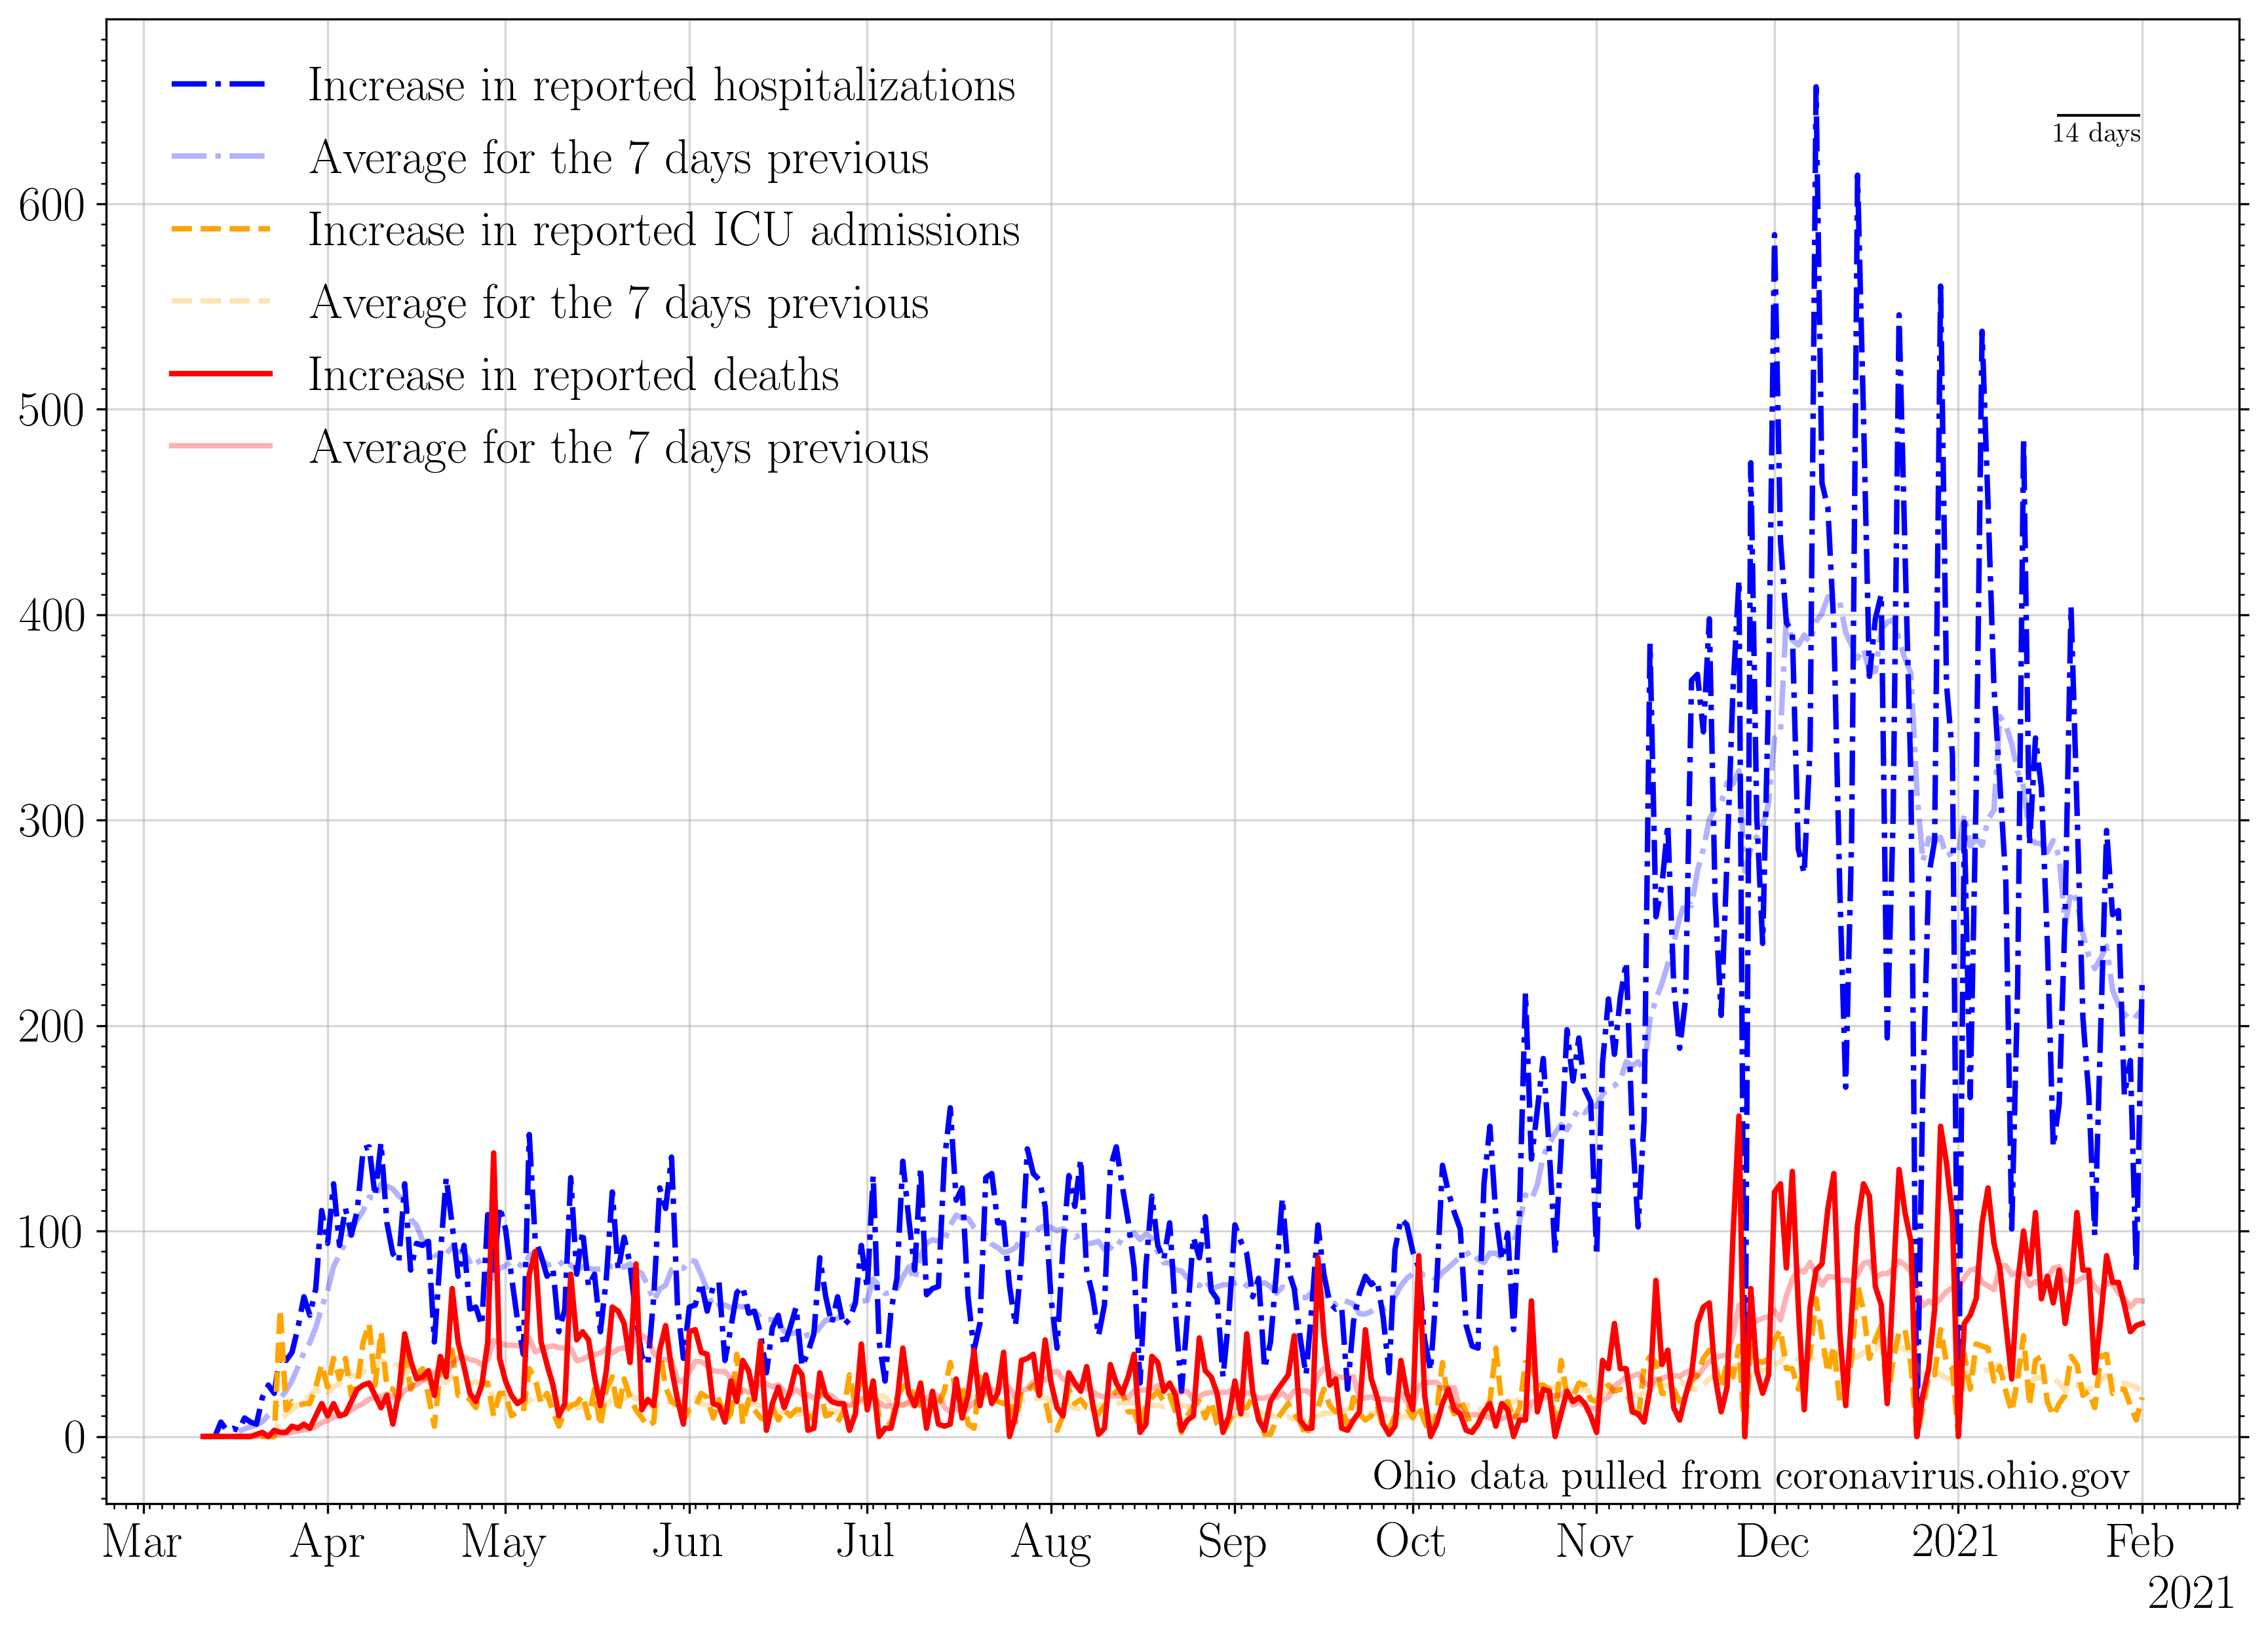 Increase in reported hospitalizations
Average for the 7 days previous
Increase in reported ICU admissions
Average for the 7 days previous
Increase in reported deaths
Average for the 7 days previous
14 days
600
500
400
300
200
100
0
Ohio data pulled from coronavirus.ohio.gov
Mar Apr May Jun Jul Aug Sep Oct Nov Dec 2021 Feb
2021